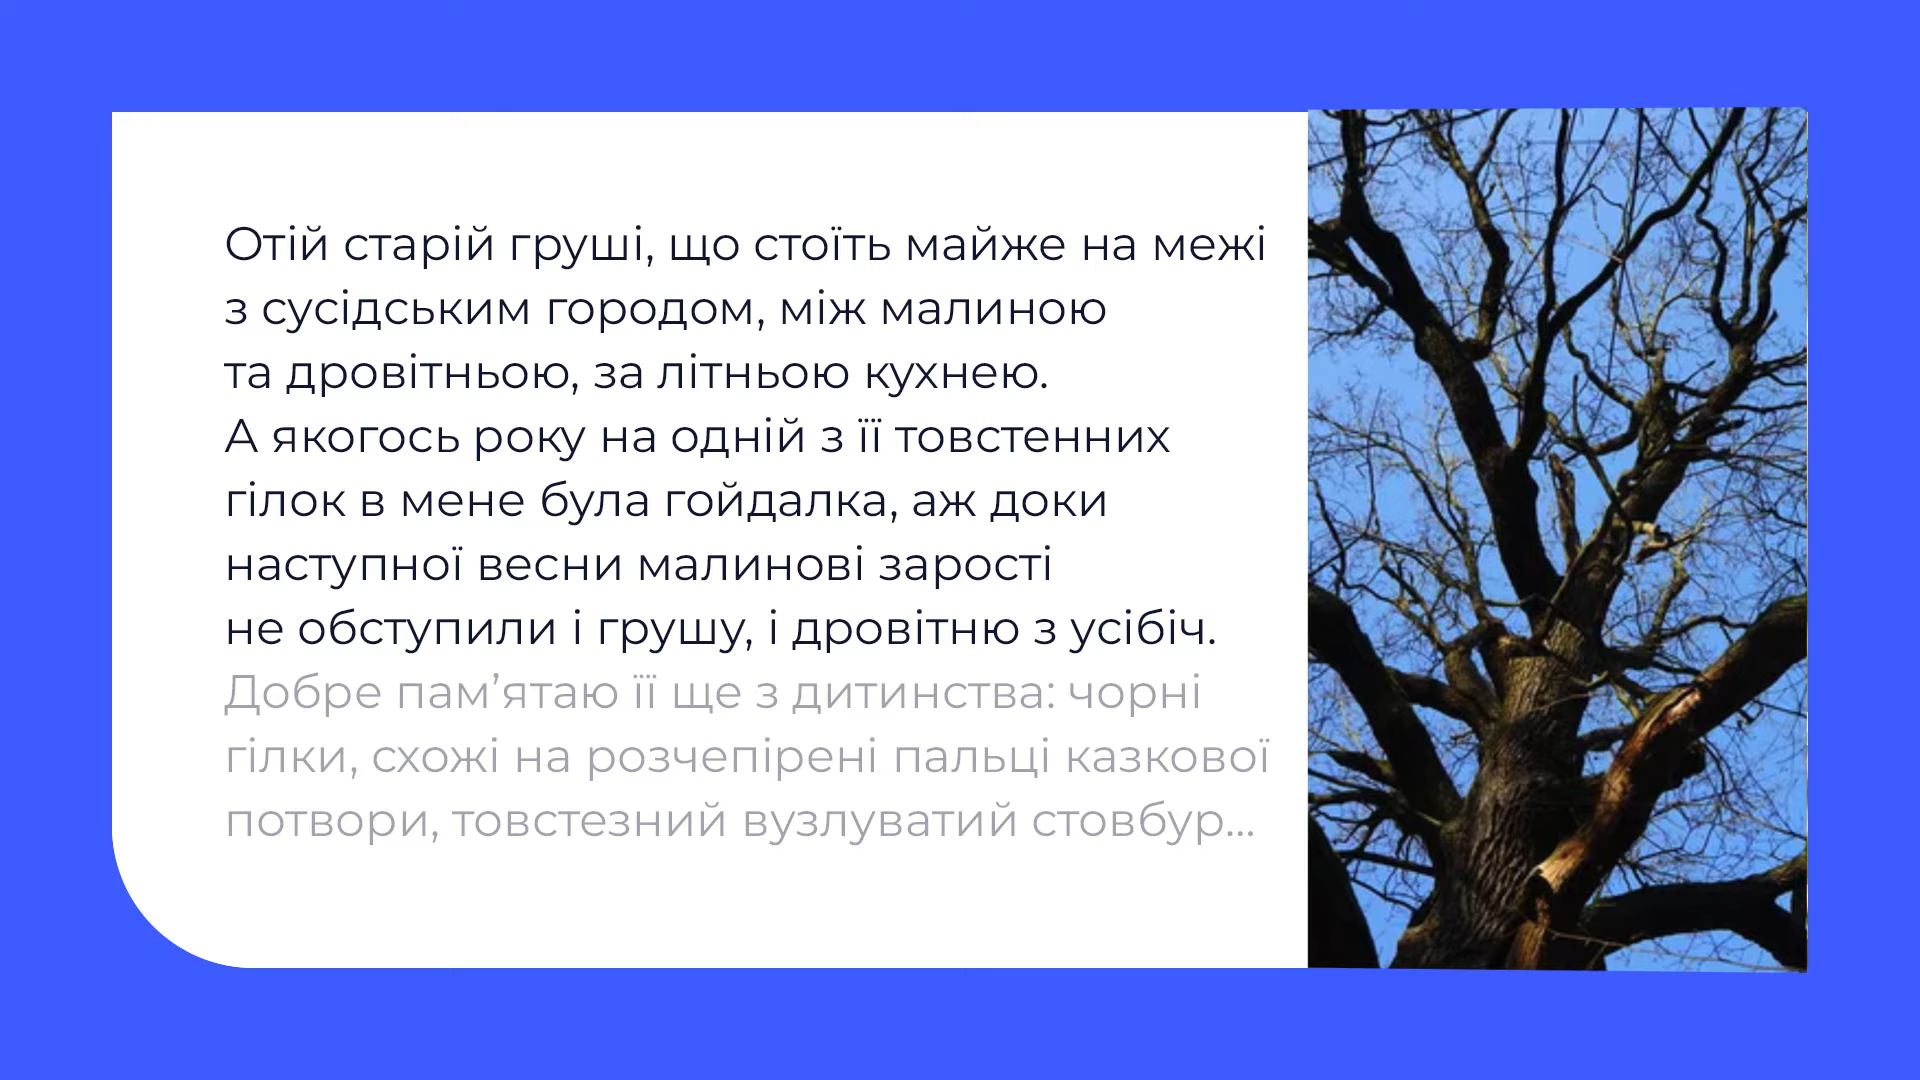 Отій старій груші, що стоїть майже на межі
з сусідським городом, між малиною
та дровітньою, за літньою кухнею.
А якогось року на одній з її товстенних
гілок в мене була гойдалка, аж доки
наступної весни малинові зарості
не обступили і грушу, і дровітню з усібіч.
Добре пам’ятаю її ще з дитинства: чорні
гілки, схожі на розчепірені пальці казкової
потвори, товстезний вузлуватий стовбур...